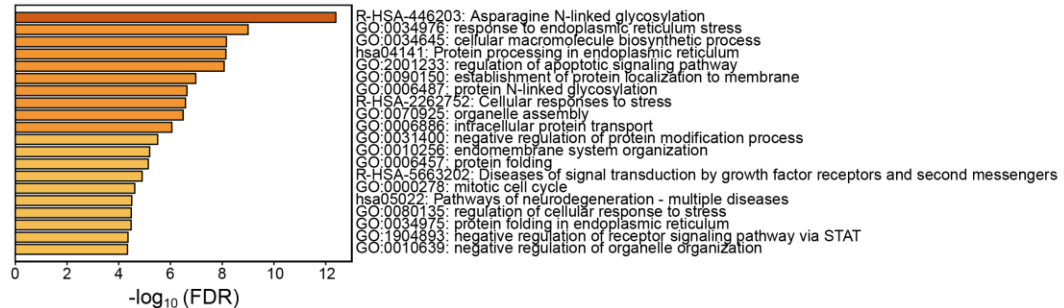 R-HSA-446203: Asparagine N-linked glycosylation
GO:0034976: response to endoplasmic reticulum stress
GO:0034645: cellular macromolecule biosynthetic process
hsa04141: Protein processing in endoplasmic reticulum
GO:2001233: regulation of apoptotic signaling pathway
GO:0090150: establishment of protein localization to membrane
GO:0006487: protein N-linked glycosylation
R-HSA-2262752: Cellular responses to stress
GO:0070925: organelle assembly
GO:0006886: intracellular protein transport
GO:0031400: negative regulation of protein modification process
GO:0010256: endomembrane system organization
GO:0006457: protein folding
R-HSA-5663202: Diseases of signal transduction by growth factor receptors and second messengers
GO:0000278: mitotic cell cycle
hsa05022: Pathways of neurodegeneration - multiple diseases
GO:0080135: regulation of cellular response to stress
GO:0034975: protein folding in endoplasmic reticulum
GO:1904893: negative regulation of receptor signaling pathway via STAT
GO:0010639: negative regulation of organelle organization
0 2 4 6 8 10 12
-log₁₀ (FDR)